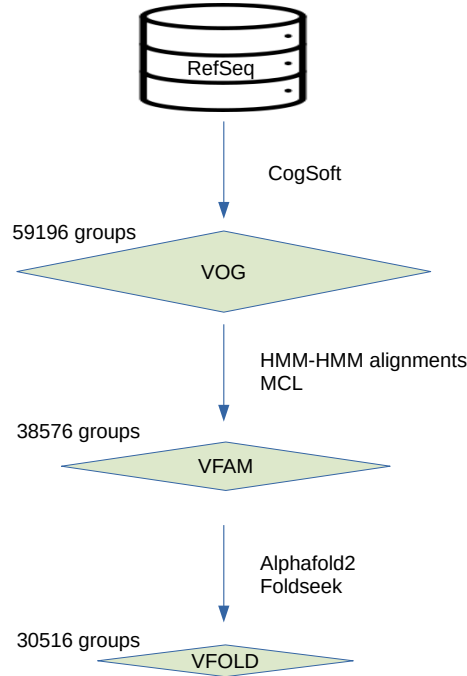 RefSeq
CogSoft
59196 groups
VOG
HMM-HMM alignments
MCL
38576 groups
VFAM
Alphafold2
Foldseek
30516 groups
VFOLD